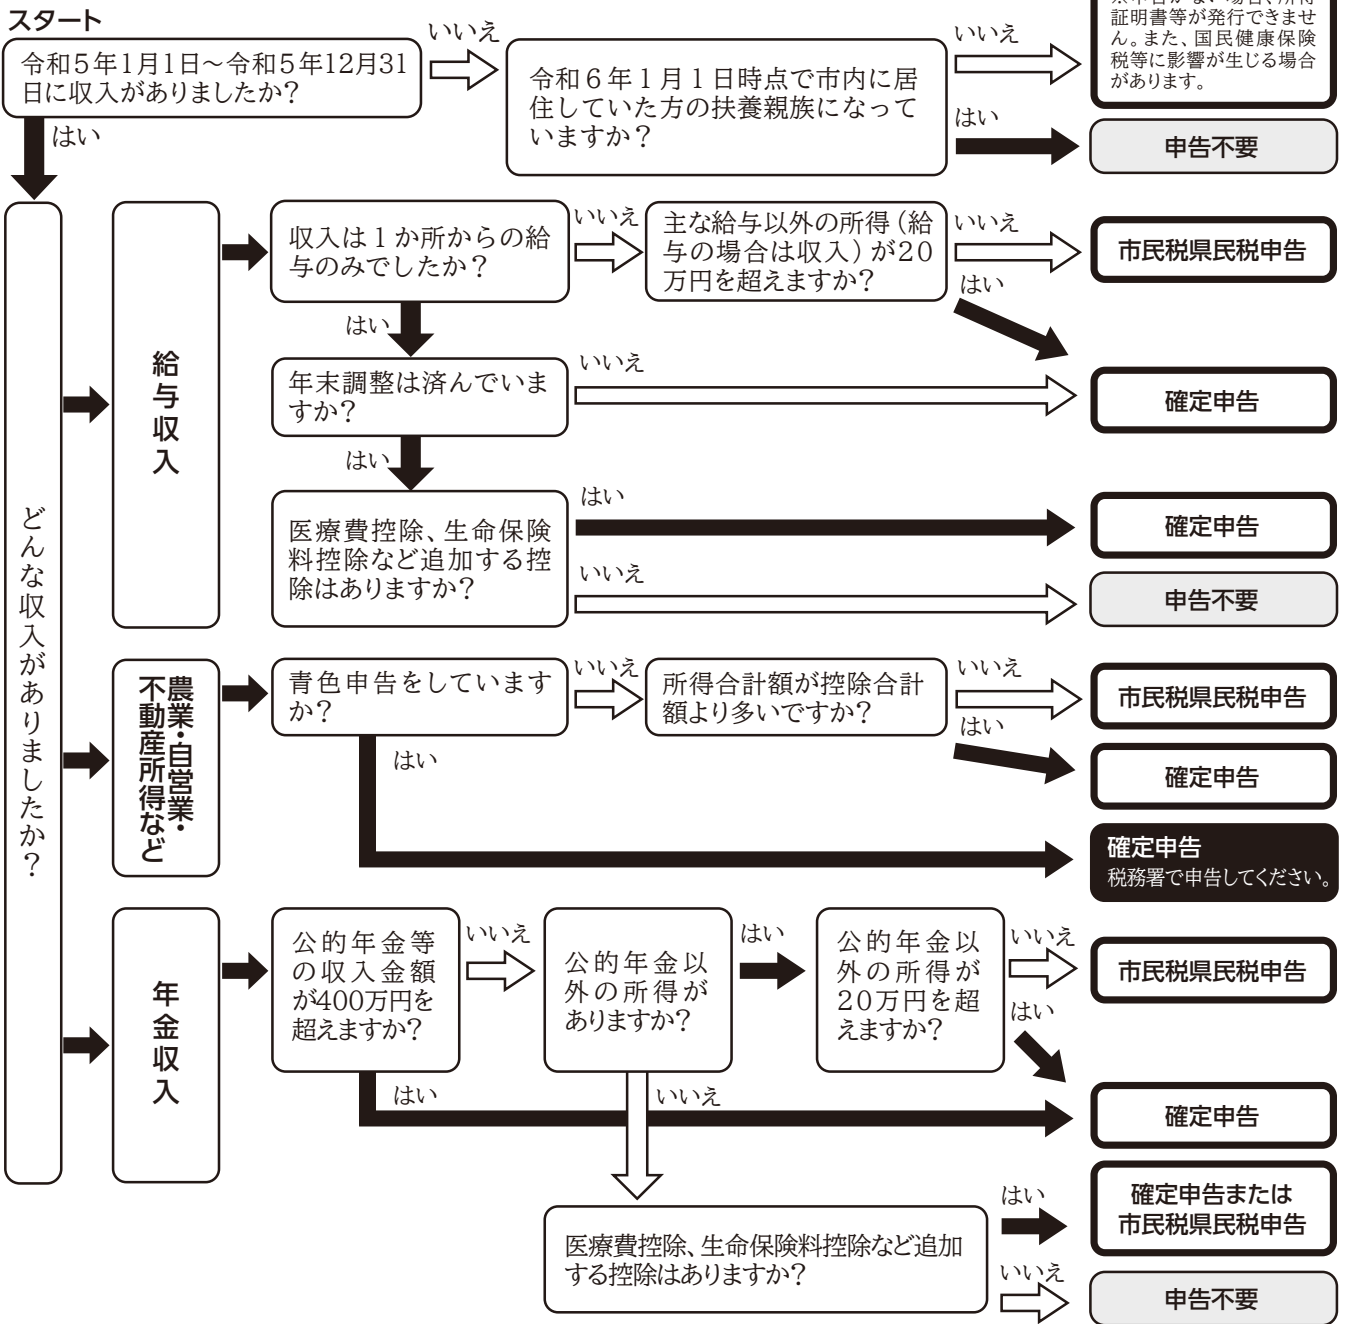 スタート
令和5年1月1日～令和5年12月31
日に収入がありましたか？
いいえ
はい
令和6年1月1日時点で市内に居
住していた方の扶養親族になって
いますか？
いいえ
証明書等が発行できませ
ん。また、国民健康保険
税等に影響が生じる場合
があります。
はい
申告不要
どんな収入がありましたか？
給与収入
収入は1か所からの給
与のみでしたか？
いいえ
主な給与以外の所得（給
与の場合は収入）が20
万円を超えますか？
いいえ
市民税県民税申告
はい
はい
年末調整は済んでいま
すか？
いいえ
確定申告
はい
医療費控除、生命保険
料控除など追加する控
除はありますか？
はい
確定申告
いいえ
申告不要
農業・自営業・
不動産所得など
青色申告をしています
か？
いいえ
所得合計額が控除合計
額より多いですか？
いいえ
市民税県民税申告
はい
確定申告
はい
確定申告
税務署で申告してください。
年金収入
公的年金等
の収入金額
が400万円を
超えますか？
いいえ
公的年金以
外の所得が
ありますか？
はい
公的年金以
外の所得が
20万円を超
えますか？
いいえ
市民税県民税申告
はい
はい
いいえ
確定申告
医療費控除、生命保険料控除など追加
する控除はありますか？
はい
確定申告または
市民税県民税申告
いいえ
申告不要